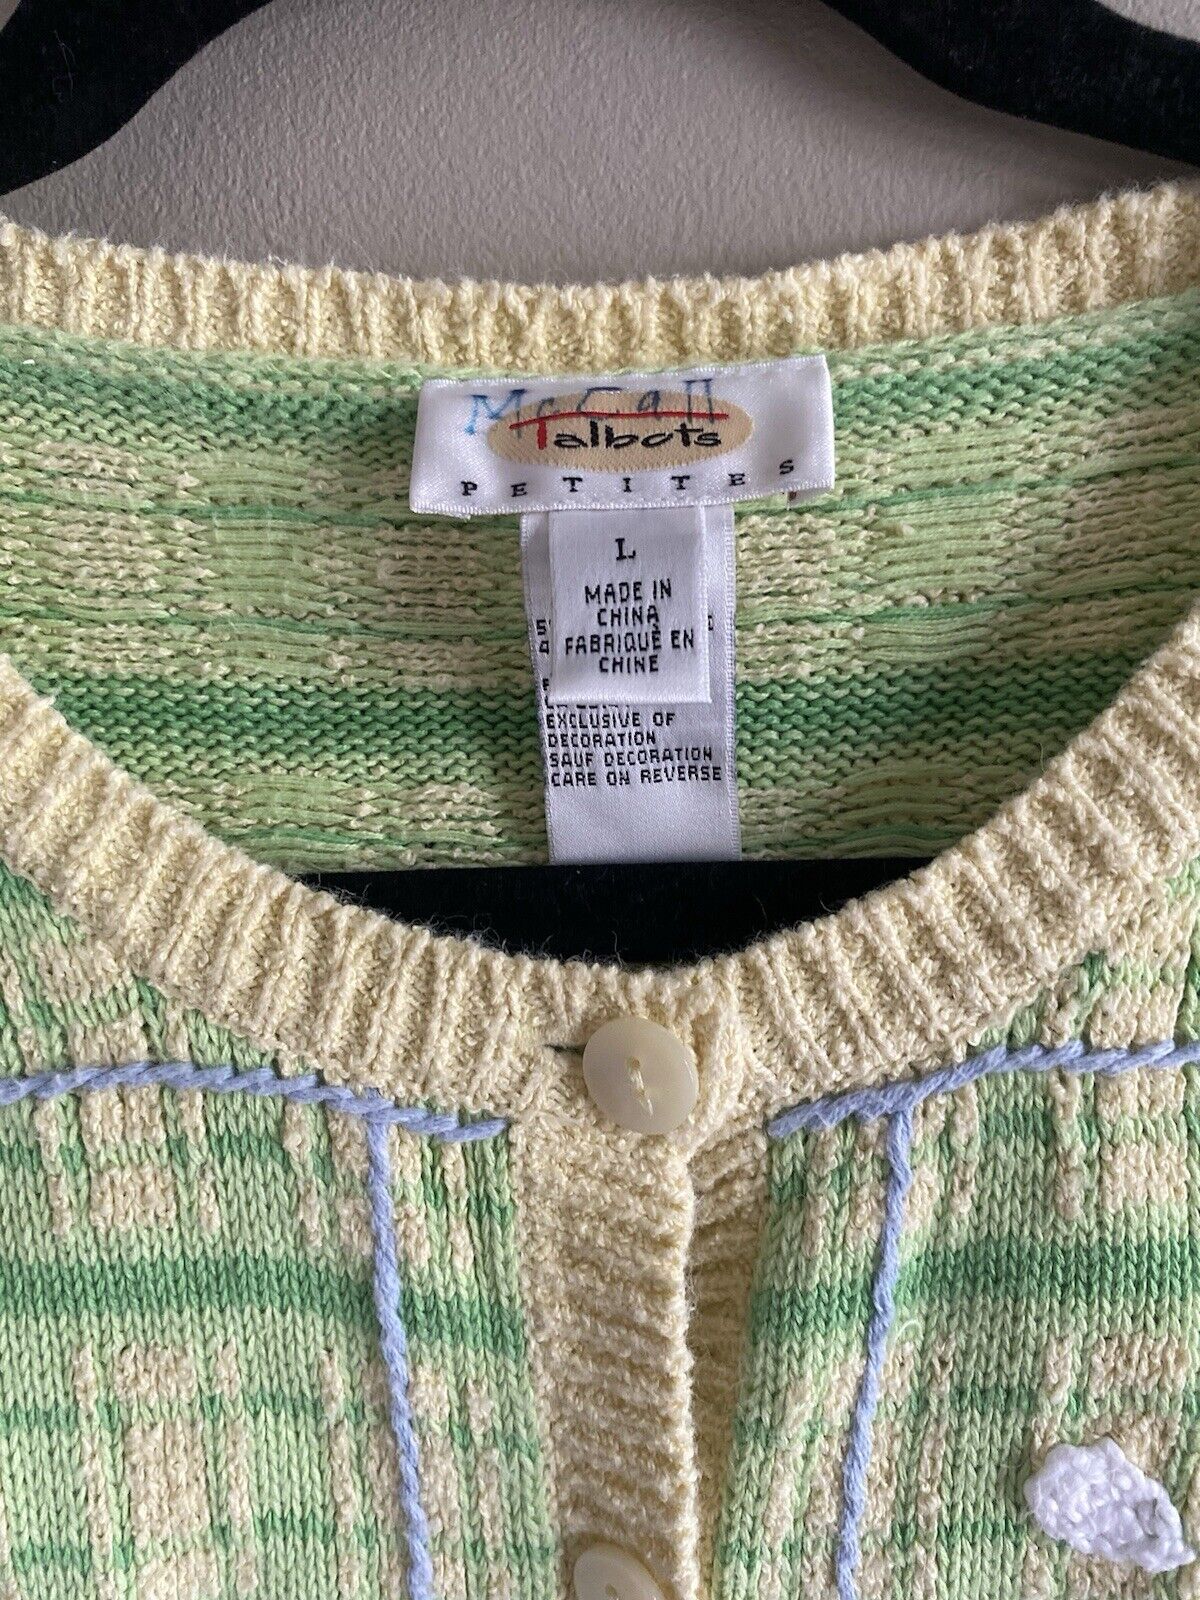 McCall
Talbots
PETITES
L
MADE IN
CHINA
FABRIQUÉ EN
CHINE
EXCLUSIVE OF
DECORATION
SAUF DECORATION
CARE ON REVERSE